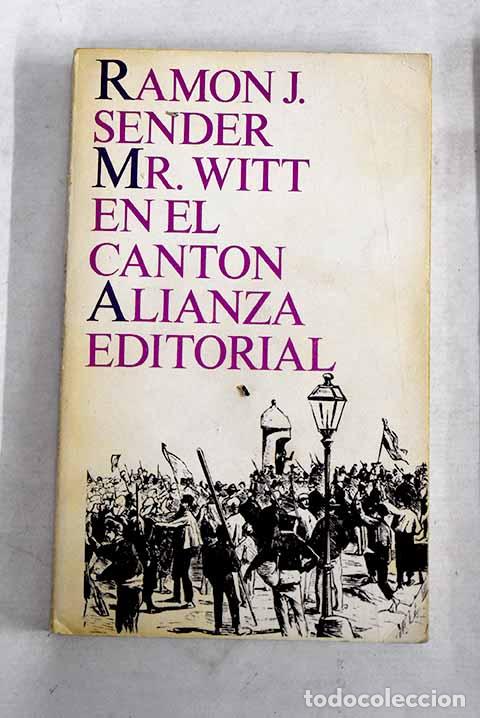 RAMON J.
SENDER
MR. WITT
EN EL
CANTON
ALIANZA
EDITORIAL
todocoleccion